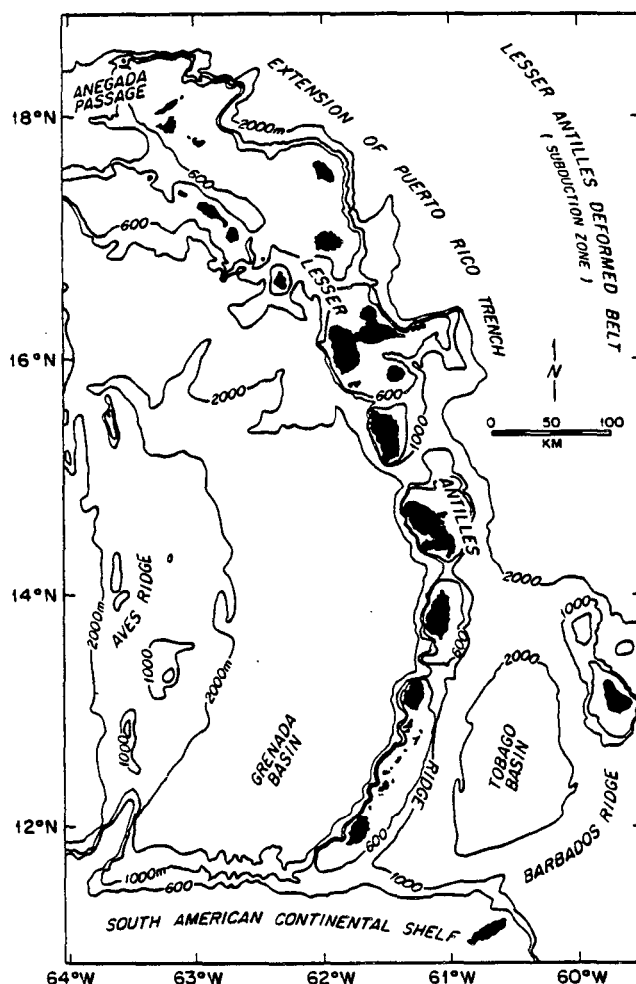 ANEGADA
PASSAGE
EXTENSION OF PUERTO RICO TRENCH
LESSER ANTILLES DEFORMED BELT
( SUBDUCTION ZONE )
18°N
2000m
600
600
LESSER
16°N
2000
600
1000
N
0 50 100
KM
ANTILLES
14°N
2000m
AVES RIDGE
1000
2000m
1000
600
2000
1000
2000
GRENADA
BASIN
RIDGE
TOBAGO
BASIN
BARBADOS RIDGE
12°N
600
1000m
600
1000
SOUTH AMERICAN CONTINENTAL SHELF
64°W 63°W 62°W 61°W 60°W